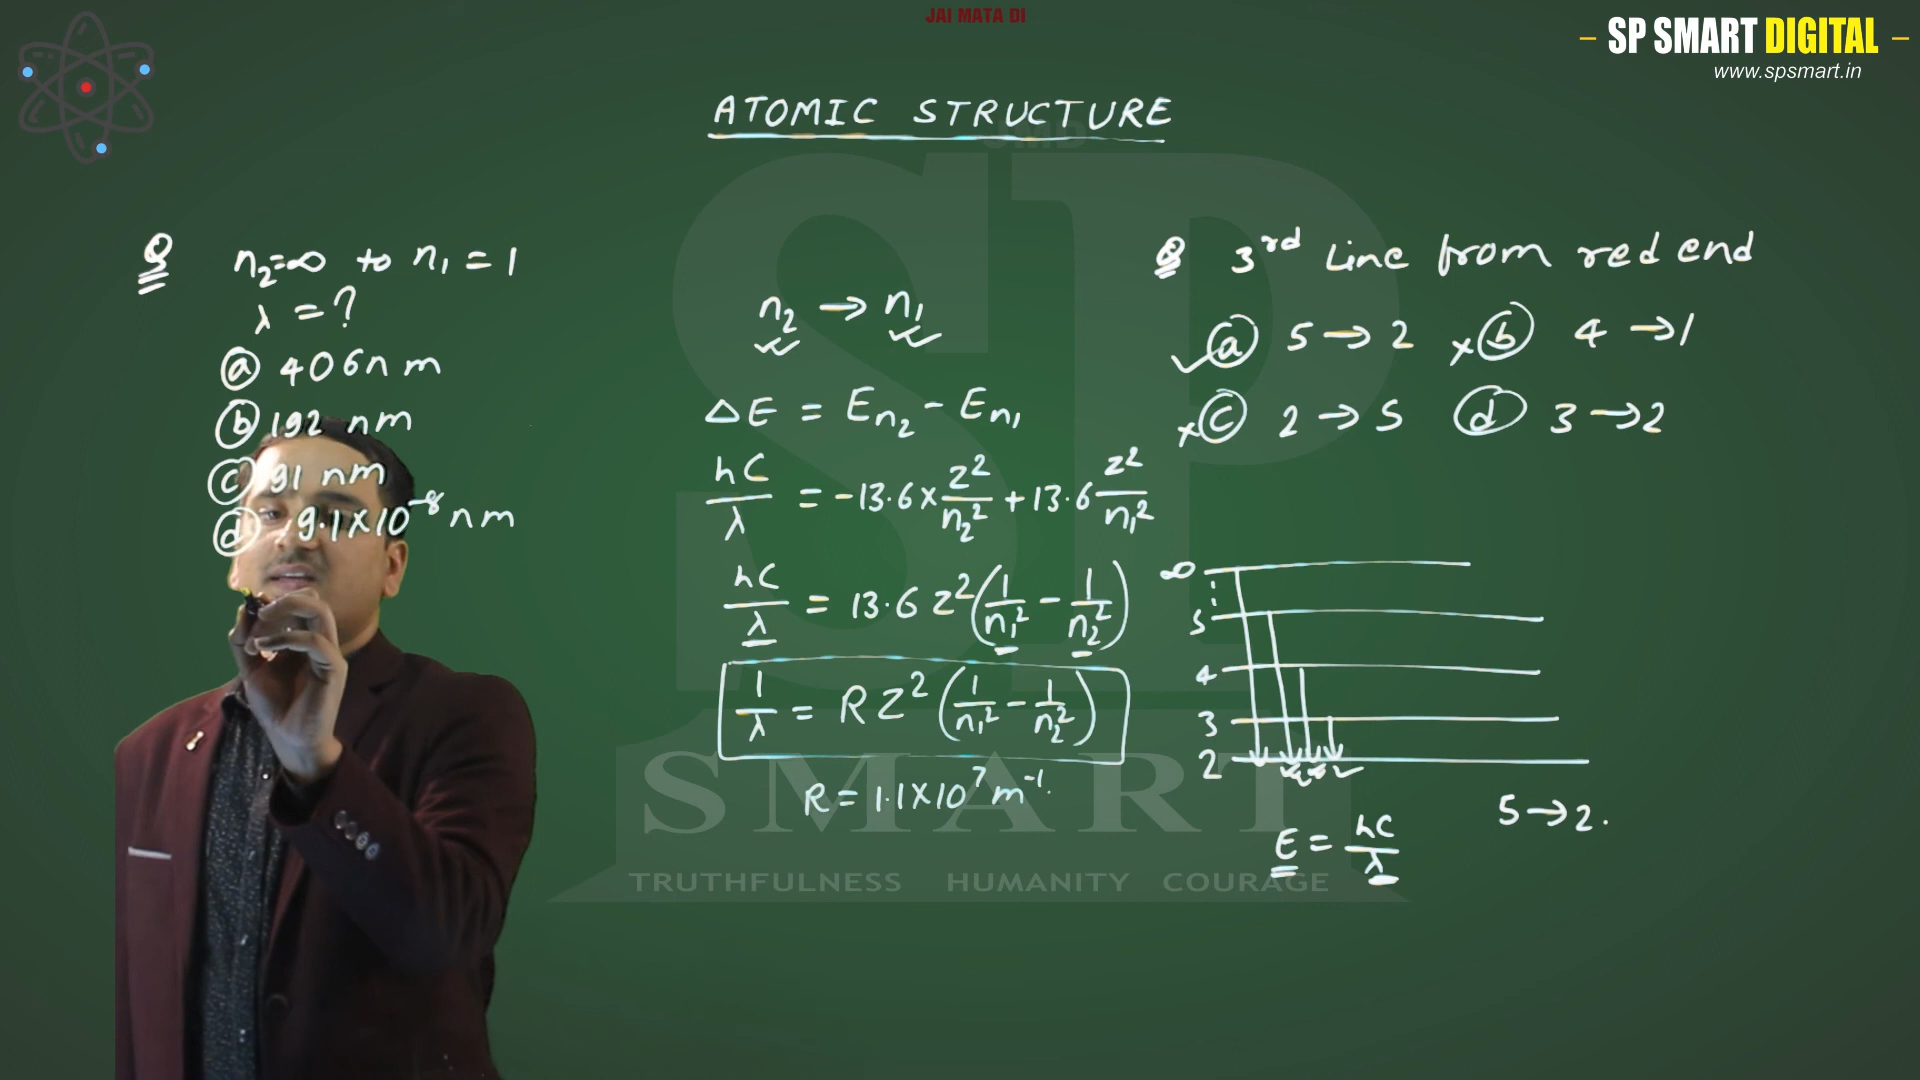 JAI MATA DI
SP SMART DIGITAL
www.spsmart.in
ATOMIC STRUCTURE
Q n₂=∞ to n₁ = 1
λ = ?
(a) 406nm
(b) 192 nm
(c) 91 nm
(d) 9.1×10⁻⁸ nm
n₂ → n₁
ΔE = En₂ - En₁
hC/λ = -13.6×Z²/n₂² + 13.6 Z²/n₁²
hC/λ = 13.6 Z²(1/n₁² - 1/n₂²)
1/λ = RZ²(1/n₁² - 1/n₂²)
R = 1.1×10⁷ m⁻¹.
Q 3rd Line from red end
✓(a) 5 → 2 ×(b) 4 → 1
×(c) 2 → 5 (d) 3 → 2
∞
5
4
3
2
5 → 2.
E = hC/λ
JMD
SP
SMART
TRUTHFULNESS HUMANITY COURAGE